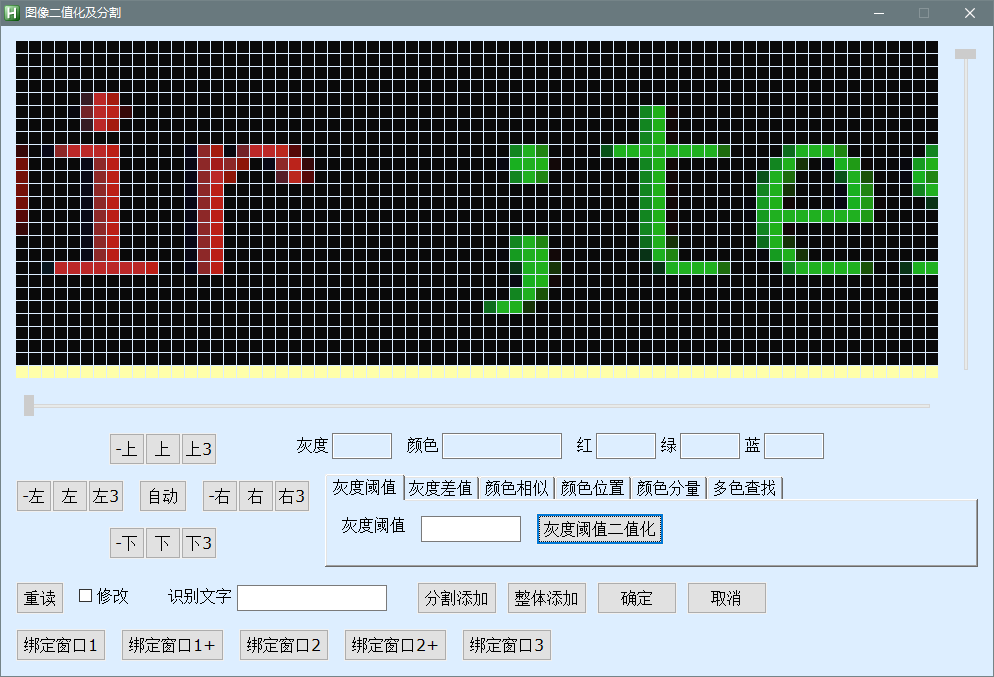 图像二值化及分割
ir ;te
-上 上 上3 灰度 颜色 红 绿 蓝
-左 左 左3 自动 -右 右 右3
灰度阈值 灰度差值 颜色相似 颜色位置 颜色分量 多色查找
灰度阈值 灰度阈值二值化
-下 下 下3
重读 修改 识别文字 分割添加 整体添加 确定 取消
绑定窗口1 绑定窗口1+ 绑定窗口2 绑定窗口2+ 绑定窗口3